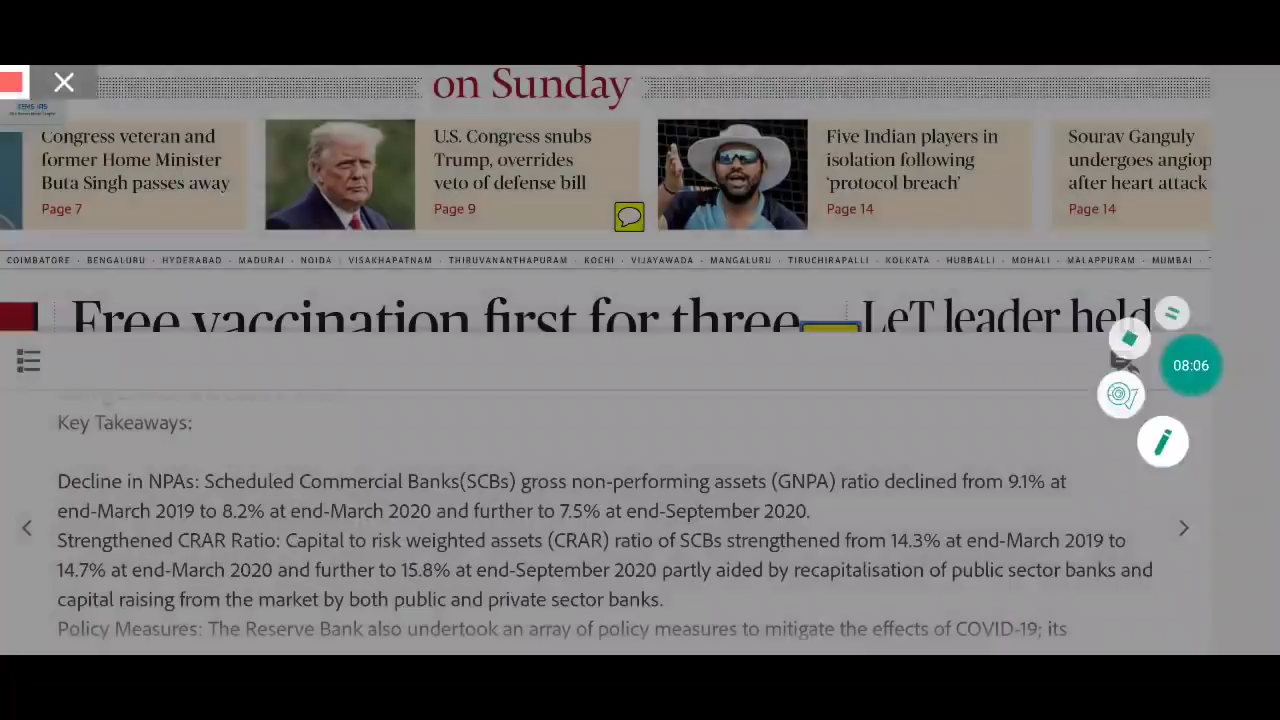 on Sunday
Congress veteran and
former Home Minister
Buta Singh passes away
Page 7
U.S. Congress snubs
Trump, overrides
veto of defense bill
Page 9
Five Indian players in
isolation following
‘protocol breach’
Page 14
Sourav Ganguly
undergoes angiop
after heart attack
Page 14
COIMBATORE · BENGALURU · HYDERABAD · MADURAI · NOIDA · VISAKHAPATNAM · THIRUVANANTHAPURAM · KOCHI · VIJAYAWADA · MANGALURU · TIRUCHIRAPALLI · KOLKATA · HUBBALLI · MOHALI · MALAPPURAM · MUMBAI ·
Free vaccination first for three
LeT leader held
08:06
Key Takeaways:
Decline in NPAs: Scheduled Commercial Banks(SCBs) gross non-performing assets (GNPA) ratio declined from 9.1% at
end-March 2019 to 8.2% at end-March 2020 and further to 7.5% at end-September 2020.
Strengthened CRAR Ratio: Capital to risk weighted assets (CRAR) ratio of SCBs strengthened from 14.3% at end-March 2019 to
14.7% at end-March 2020 and further to 15.8% at end-September 2020 partly aided by recapitalisation of public sector banks and
capital raising from the market by both public and private sector banks.
Policy Measures: The Reserve Bank also undertook an array of policy measures to mitigate the effects of COVID-19; its